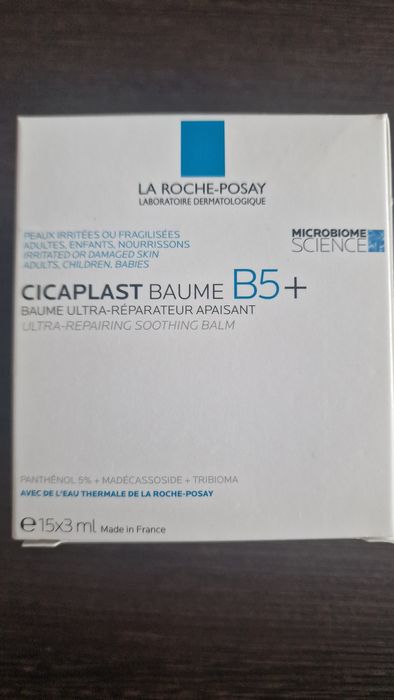 LA ROCHE-POSAY
LABORATOIRE DERMATOLOGIQUE
PEAUX IRRITÉES OU FRAGILISÉES
ADULTES, ENFANTS, NOURRISSONS
IRRITATED OR DAMAGED SKIN
ADULTS, CHILDREN, BABIES
MICROBIOME
SCIENCE
CICAPLAST BAUME B5+
BAUME ULTRA-RÉPARATEUR APAISANT
ULTRA-REPAIRING SOOTHING BALM
PANTHÉNOL 5% + MADÉCASSOSIDE + TRIBIOMA
AVEC DE L'EAU THERMALE DE LA ROCHE-POSAY
℮15x3 ml Made in France